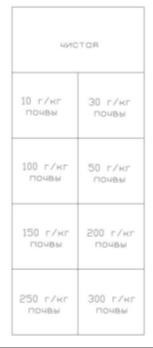 чистая
10 г/кг почвы
30 г/кг почвы
100 г/кг почвы
50 г/кг почвы
150 г/кг почвы
200 г/кг почвы
250 г/кг почвы
300 г/кг почвы